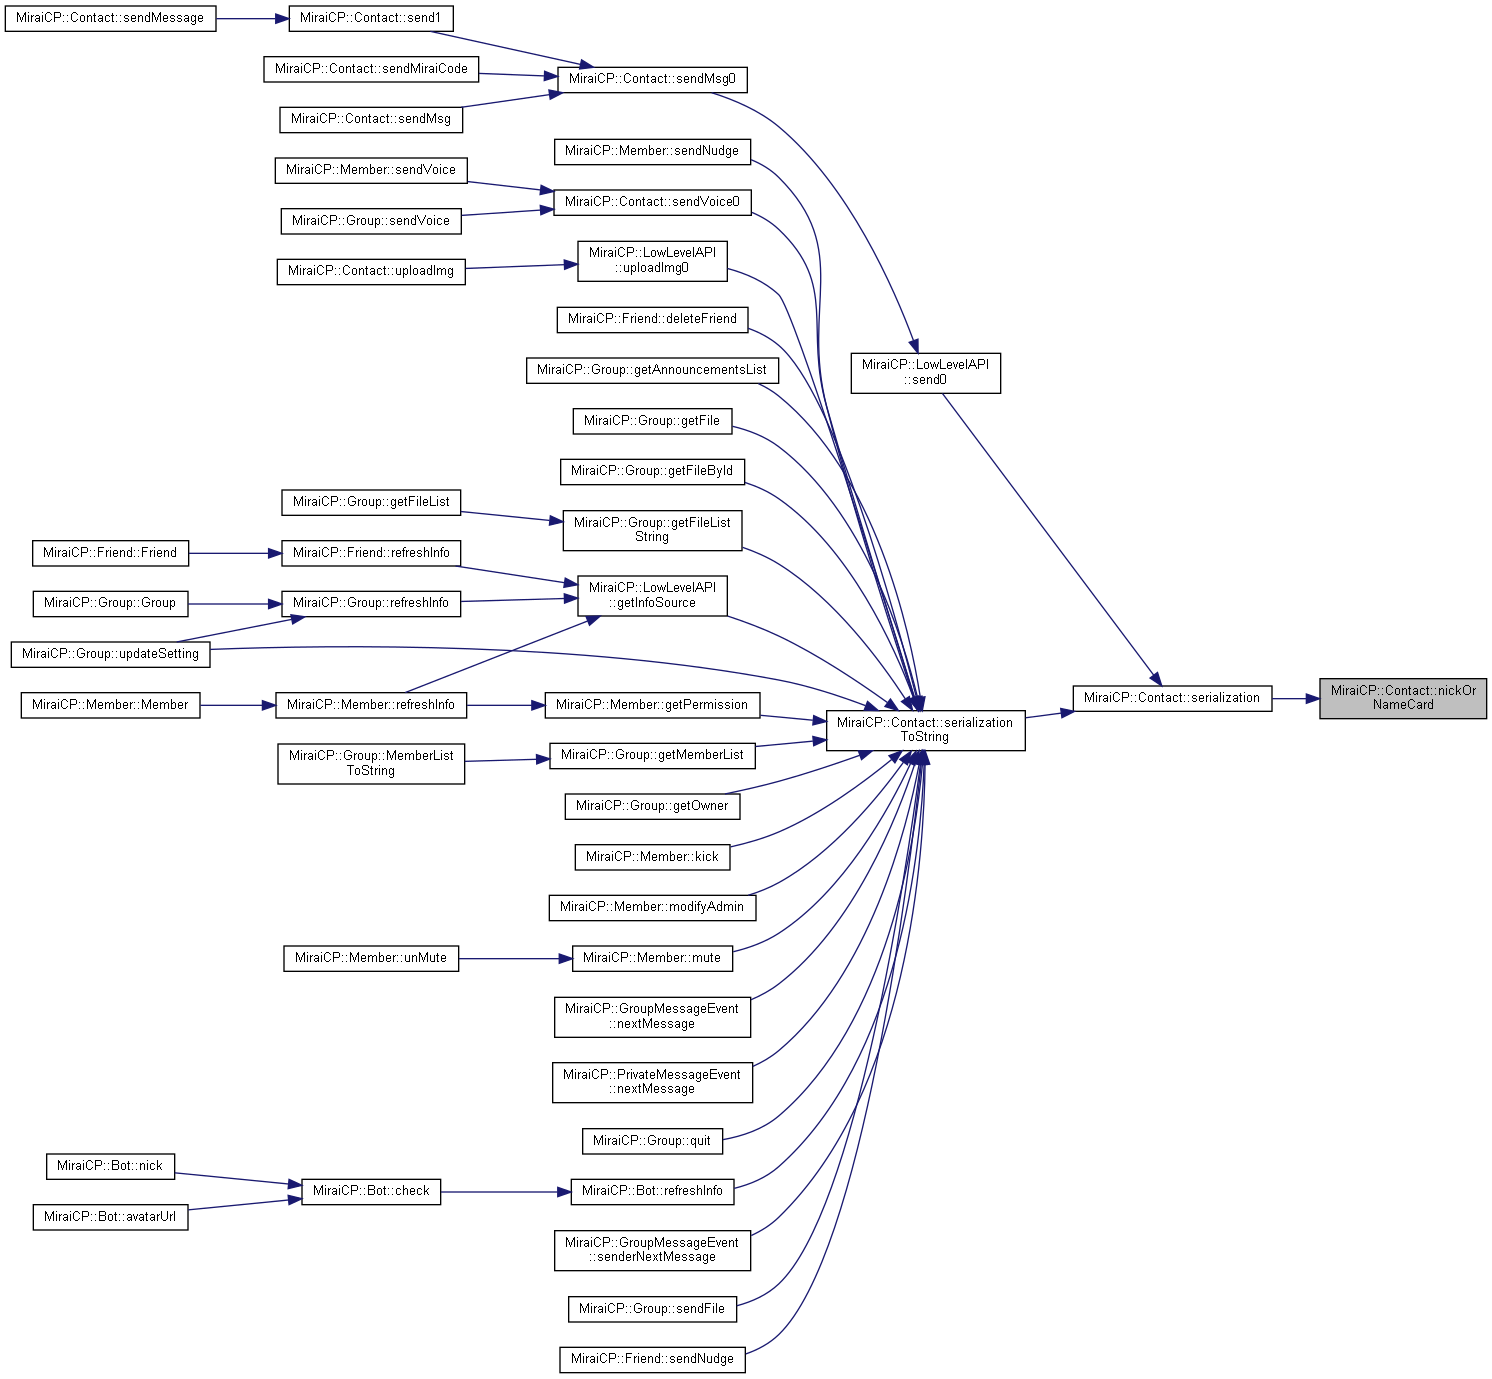 MiraiCP::Contact::sendMessage
MiraiCP::Contact::send1
MiraiCP::Contact::sendMiraiCode
MiraiCP::Contact::sendMsg0
MiraiCP::Contact::sendMsg
MiraiCP::Member::sendNudge
MiraiCP::Member::sendVoice
MiraiCP::Contact::sendVoice0
MiraiCP::Group::sendVoice
MiraiCP::LowLevelAPI
::uploadImg0
MiraiCP::Contact::uploadImg
MiraiCP::Friend::deleteFriend
MiraiCP::Group::getAnnouncementsList
MiraiCP::LowLevelAPI
::send0
MiraiCP::Group::getFile
MiraiCP::Group::getFileById
MiraiCP::Group::getFileList
MiraiCP::Group::getFileList
String
MiraiCP::Friend::Friend
MiraiCP::Friend::refreshInfo
MiraiCP::LowLevelAPI
::getInfoSource
MiraiCP::Group::Group
MiraiCP::Group::refreshInfo
MiraiCP::Group::updateSetting
MiraiCP::Member::Member
MiraiCP::Member::refreshInfo
MiraiCP::Member::getPermission
MiraiCP::Contact::serialization
ToString
MiraiCP::Contact::serialization
MiraiCP::Contact::nickOr
NameCard
MiraiCP::Group::MemberList
ToString
MiraiCP::Group::getMemberList
MiraiCP::Group::getOwner
MiraiCP::Member::kick
MiraiCP::Member::modifyAdmin
MiraiCP::Member::unMute
MiraiCP::Member::mute
MiraiCP::GroupMessageEvent
::nextMessage
MiraiCP::PrivateMessageEvent
::nextMessage
MiraiCP::Group::quit
MiraiCP::Bot::nick
MiraiCP::Bot::check
MiraiCP::Bot::refreshInfo
MiraiCP::Bot::avatarUrl
MiraiCP::GroupMessageEvent
::senderNextMessage
MiraiCP::Group::sendFile
MiraiCP::Friend::sendNudge